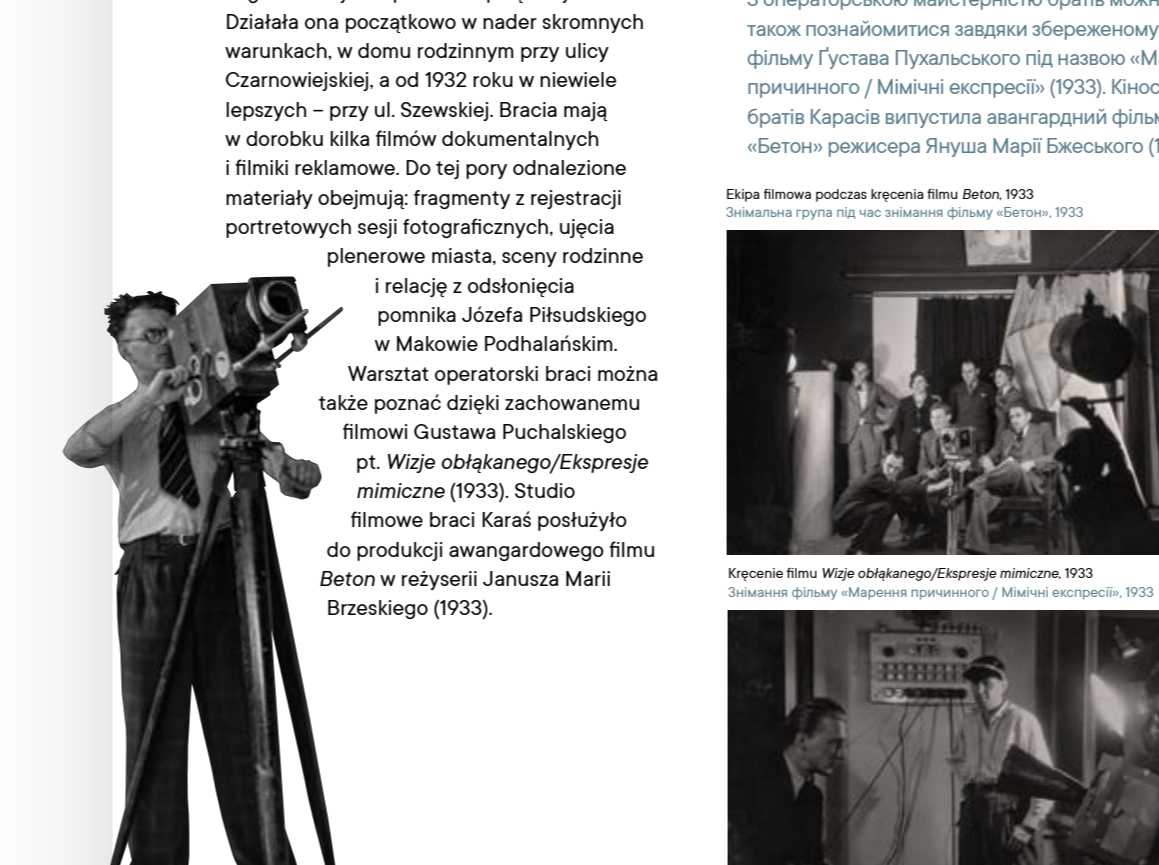 Działała ona początkowo w nader skromnych
warunkach, w domu rodzinnym przy ulicy
Czarnowiejskiej, a od 1932 roku w niewiele
lepszych – przy ul. Szewskiej. Bracia mają
w dorobku kilka filmów dokumentalnych
i filmiki reklamowe. Do tej pory odnalezione
materiały obejmują: fragmenty z rejestracji
portretowych sesji fotograficznych, ujęcia
plenerowe miasta, sceny rodzinne
i relację z odsłonięcia
pomnika Józefa Piłsudskiego
w Makowie Podhalańskim.
Warsztat operatorski braci można
także poznać dzięki zachowanemu
filmowi Gustawa Puchalskiego
pt. Wizje obłąkanego/Ekspresje
mimiczne (1933). Studio
filmowe braci Karaś posłużyło
do produkcji awangardowego filmu
Beton w reżyserii Janusza Marii
Brzeskiego (1933).
З операторською майстерністю братів
також познайомитися завдяки збереженому
фільму Ґустава Пухальського під назвою
причинного / Мімічні експресії» (1933).
братів Карасів випустила авангардний
«Бетон» режисера Януша Марії Бжеського
Ekipa filmowa podczas kręcenia filmu Beton, 1933
Знімальна група під час знімання фільму «Бетон», 1933
Kręcenie filmu Wizje obłąkanego/Ekspresje mimiczne, 1933
Знімання фільму «Марення причинного / Мімічні експресії», 1933